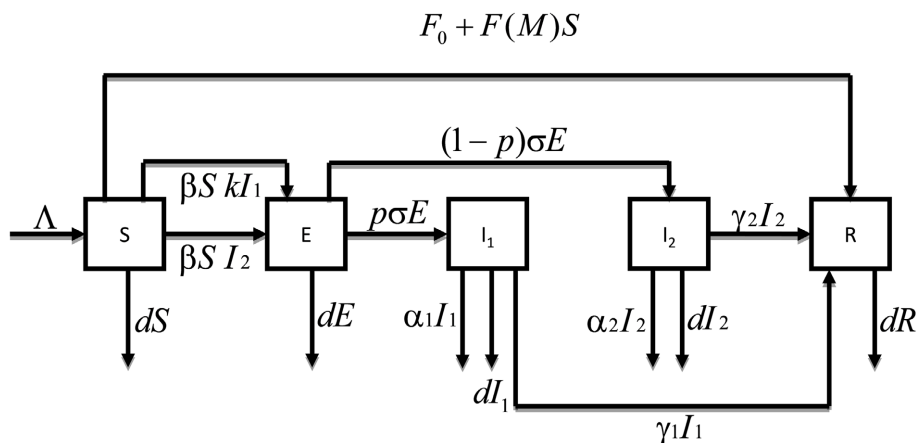 F₀ + F(M)S
(1 − p)σE
βS kI₁
Λ
S
βS I₂
E
pσE
I₁
I₂
γ₂I₂
R
dS
dE
α₁I₁
dI₁
α₂I₂
dI₂
dR
γ₁I₁